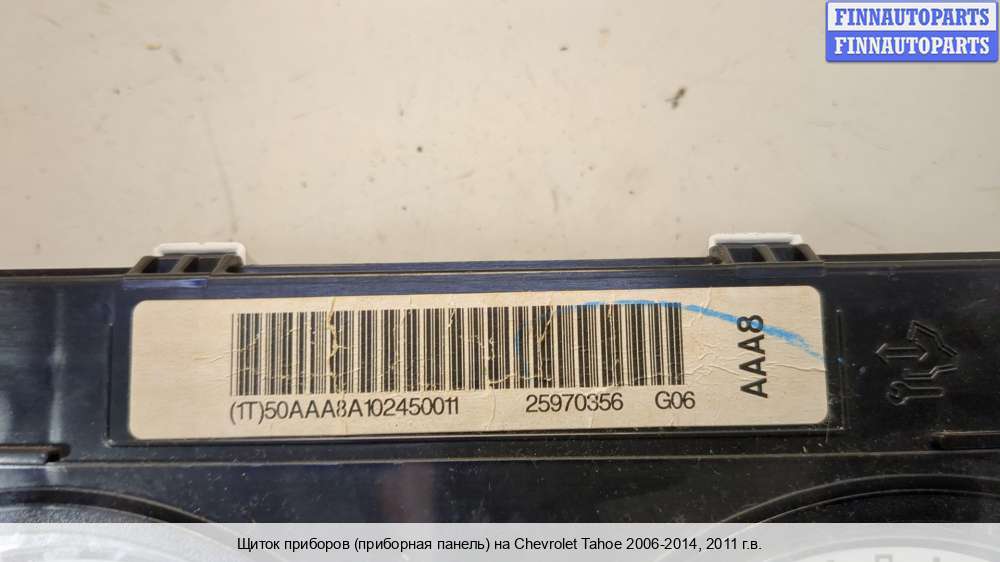 FINNAUTOPARTS
FINNAUTOPARTS
AAA8
(1T)50AAA8A102450011 25970356 G06
Щиток приборов (приборная панель) на Chevrolet Tahoe 2006-2014, 2011 г.в.